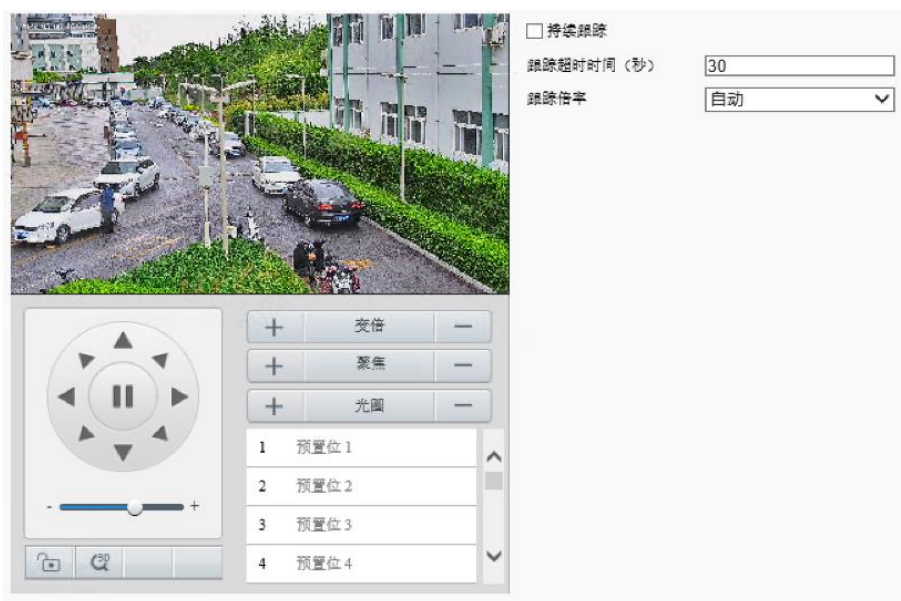 持续跟踪
跟踪超时时间（秒） 30
跟踪倍率 自动
+ 变倍 —
+ 聚焦 —
+ 光圈 —
1 预置位 1
2 预置位 2
3 预置位 3
4 预置位 4
- +
3D